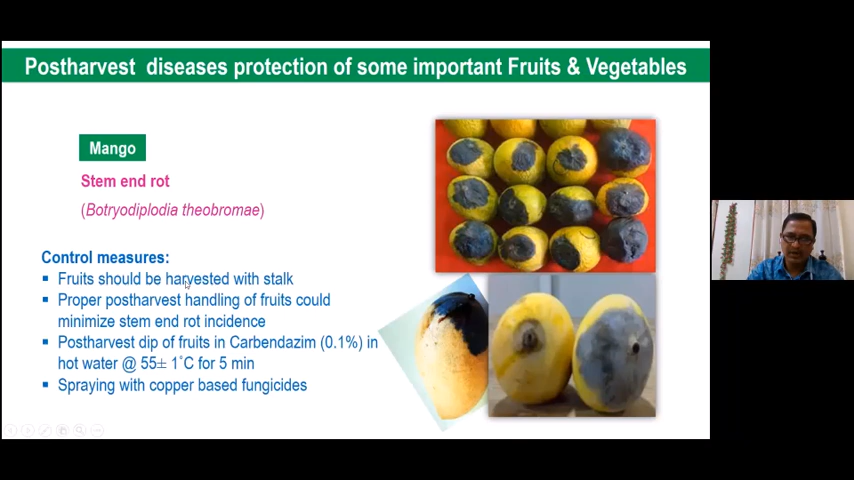 Postharvest diseases protection of some important Fruits & Vegetables
Mango
Stem end rot
(Botryodiplodia theobromae)
Control measures:
▪ Fruits should be harvested with stalk
▪ Proper postharvest handling of fruits could
minimize stem end rot incidence
▪ Postharvest dip of fruits in Carbendazim (0.1%) in
hot water @ 55± 1°C for 5 min
▪ Spraying with copper based fungicides